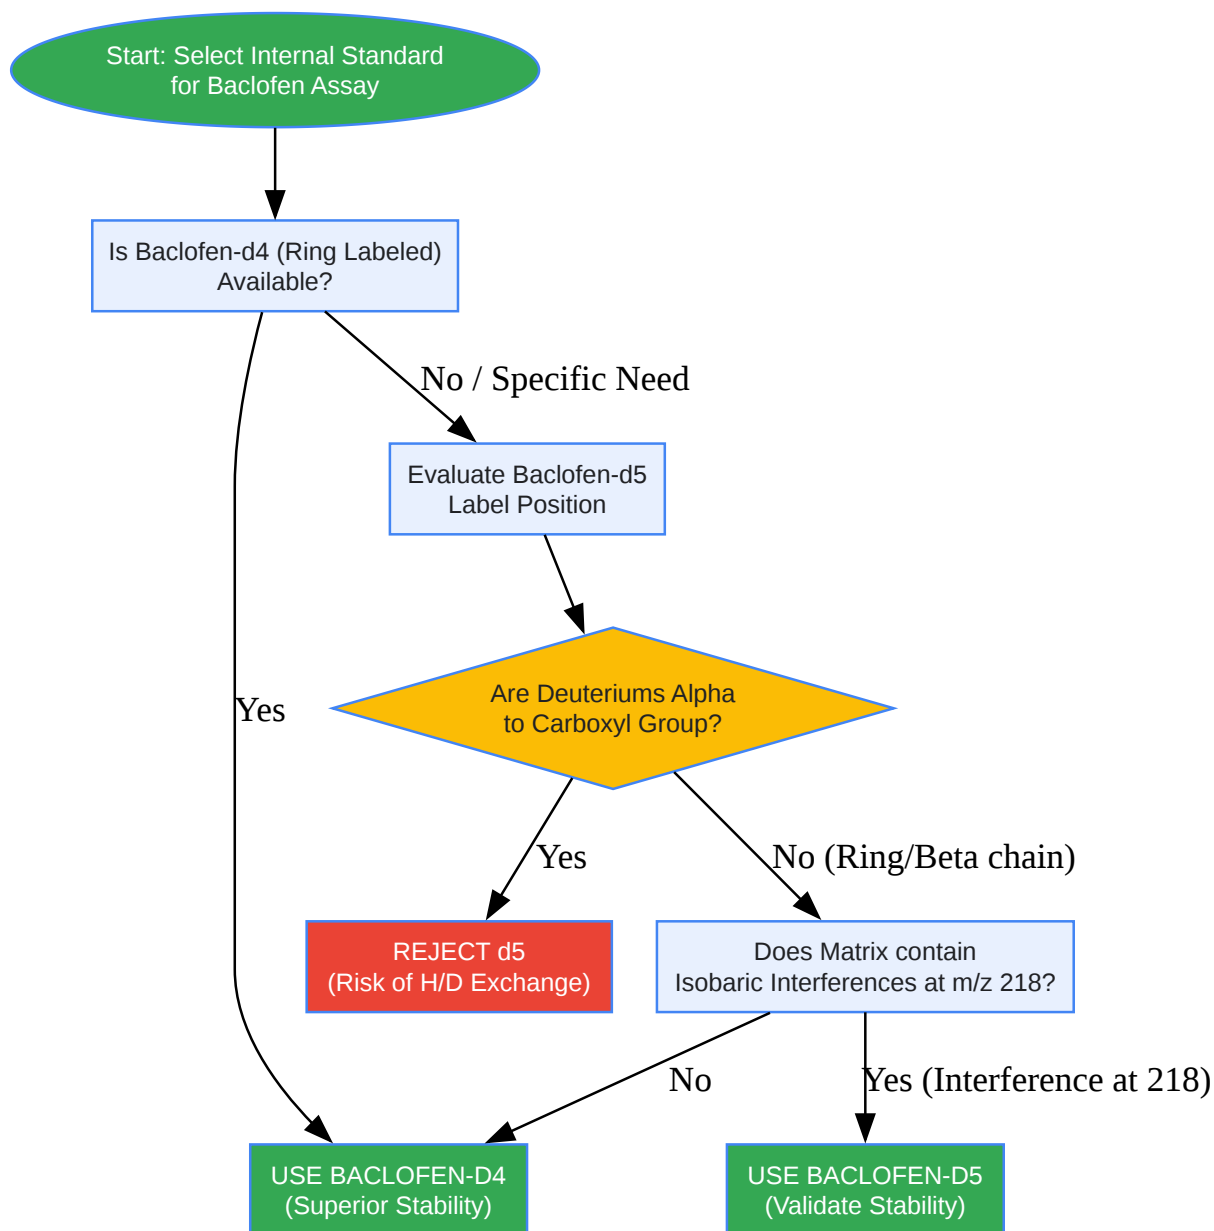 Start: Select Internal Standard
for Baclofen Assay
Is Baclofen-d4 (Ring Labeled)
Available?
No / Specific Need
Evaluate Baclofen-d5
Label Position
Are Deuteriums Alpha
to Carboxyl Group?
Yes
Yes
No (Ring/Beta chain)
REJECT d5
(Risk of H/D Exchange)
Does Matrix contain
Isobaric Interferences at m/z 218?
No
Yes (Interference at 218)
USE BACLOFEN-D4
(Superior Stability)
USE BACLOFEN-D5
(Validate Stability)